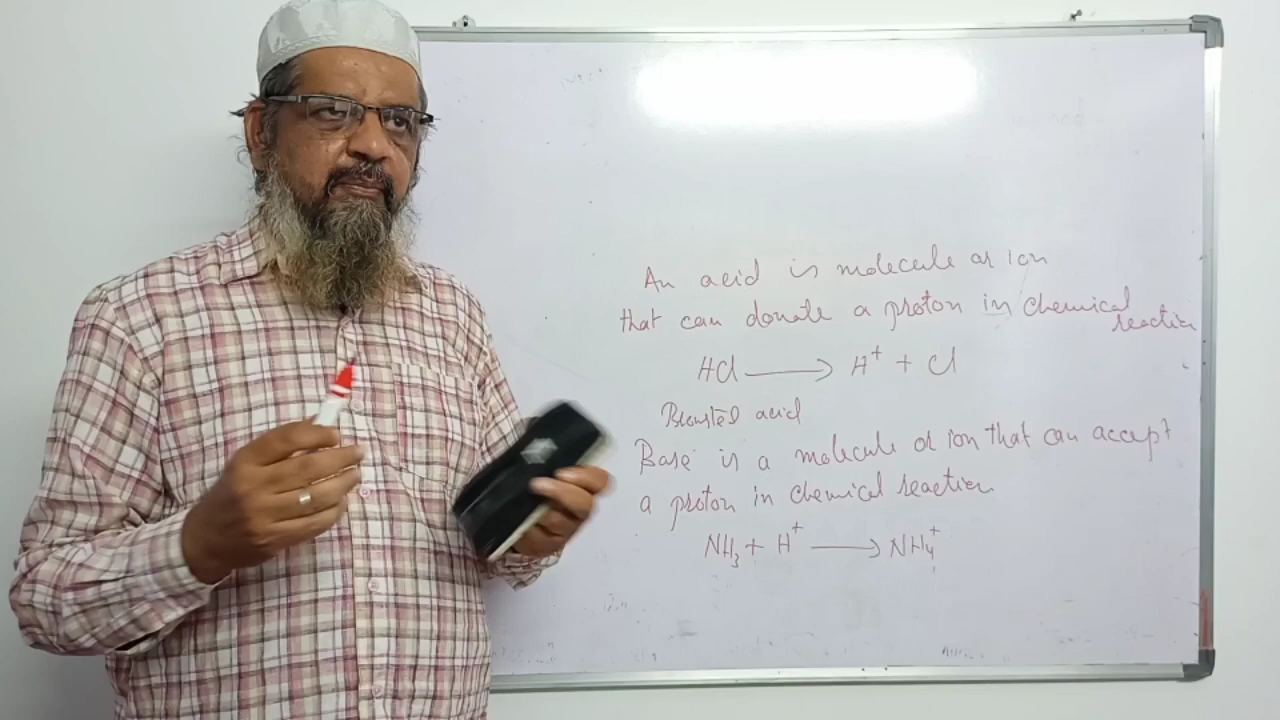 An acid is molecule or ion
that can donate a proton in chemical reaction
HCl → H⁺ + Cl
Bronsted acid
Base is a molecule or ion that can accept
a proton in chemical reaction
NH₃ + H⁺ → NH₄⁺